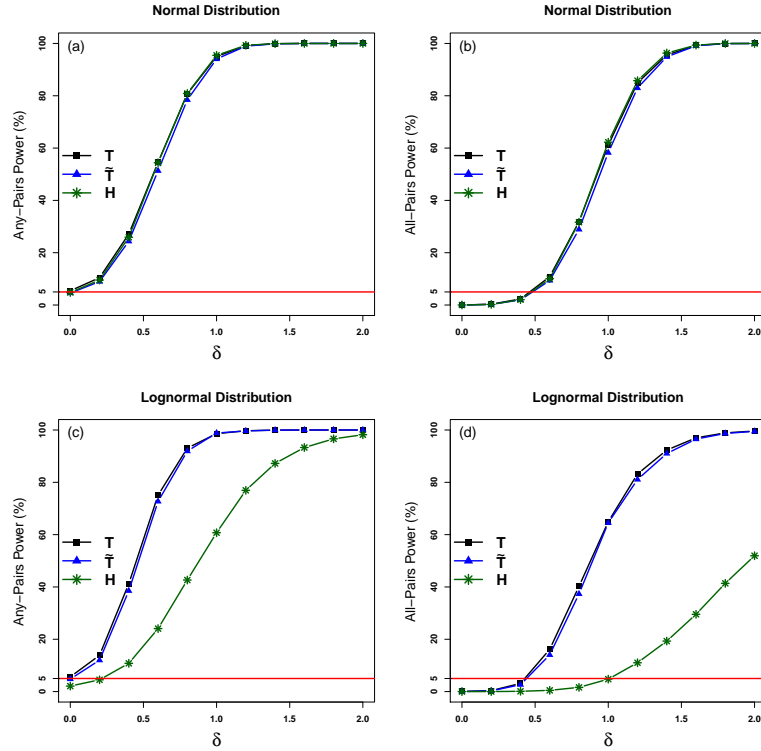 Normal Distribution
(a)
Any−Pairs Power (%)
100
80
60
40
20
5
0
T
T̃
H
0.0 0.5 1.0 1.5 2.0
δ
Normal Distribution
(b)
All−Pairs Power (%)
100
80
60
40
20
5
0
T
T̃
H
0.0 0.5 1.0 1.5 2.0
δ
Lognormal Distribution
(c)
Any−Pairs Power (%)
100
80
60
40
20
5
0
T
T̃
H
0.0 0.5 1.0 1.5 2.0
δ
Lognormal Distribution
(d)
All−Pairs Power (%)
100
80
60
40
20
5
0
T
T̃
H
0.0 0.5 1.0 1.5 2.0
δ